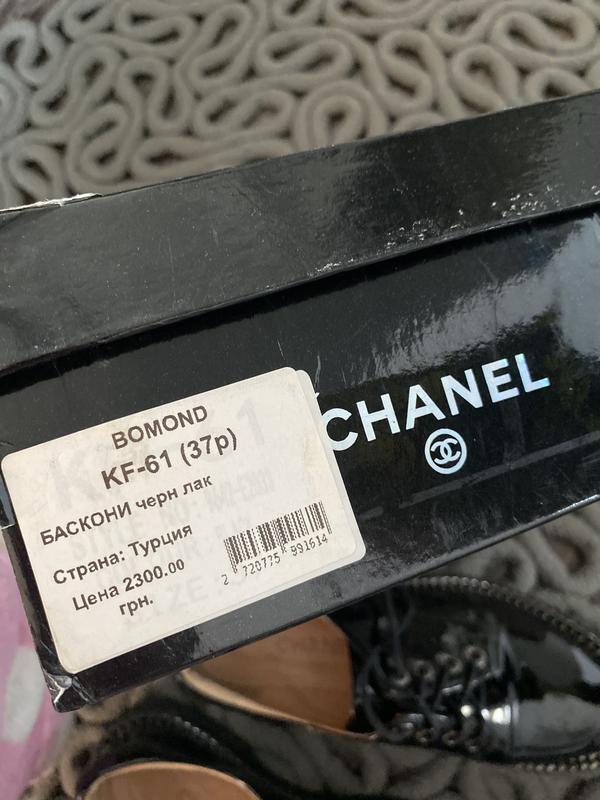 CHANEL
BOMOND
KF-61 (37р)
БАСКОНИ черн лак
Страна: Турция
Цена 2300.00
грн.
2 720775 991614